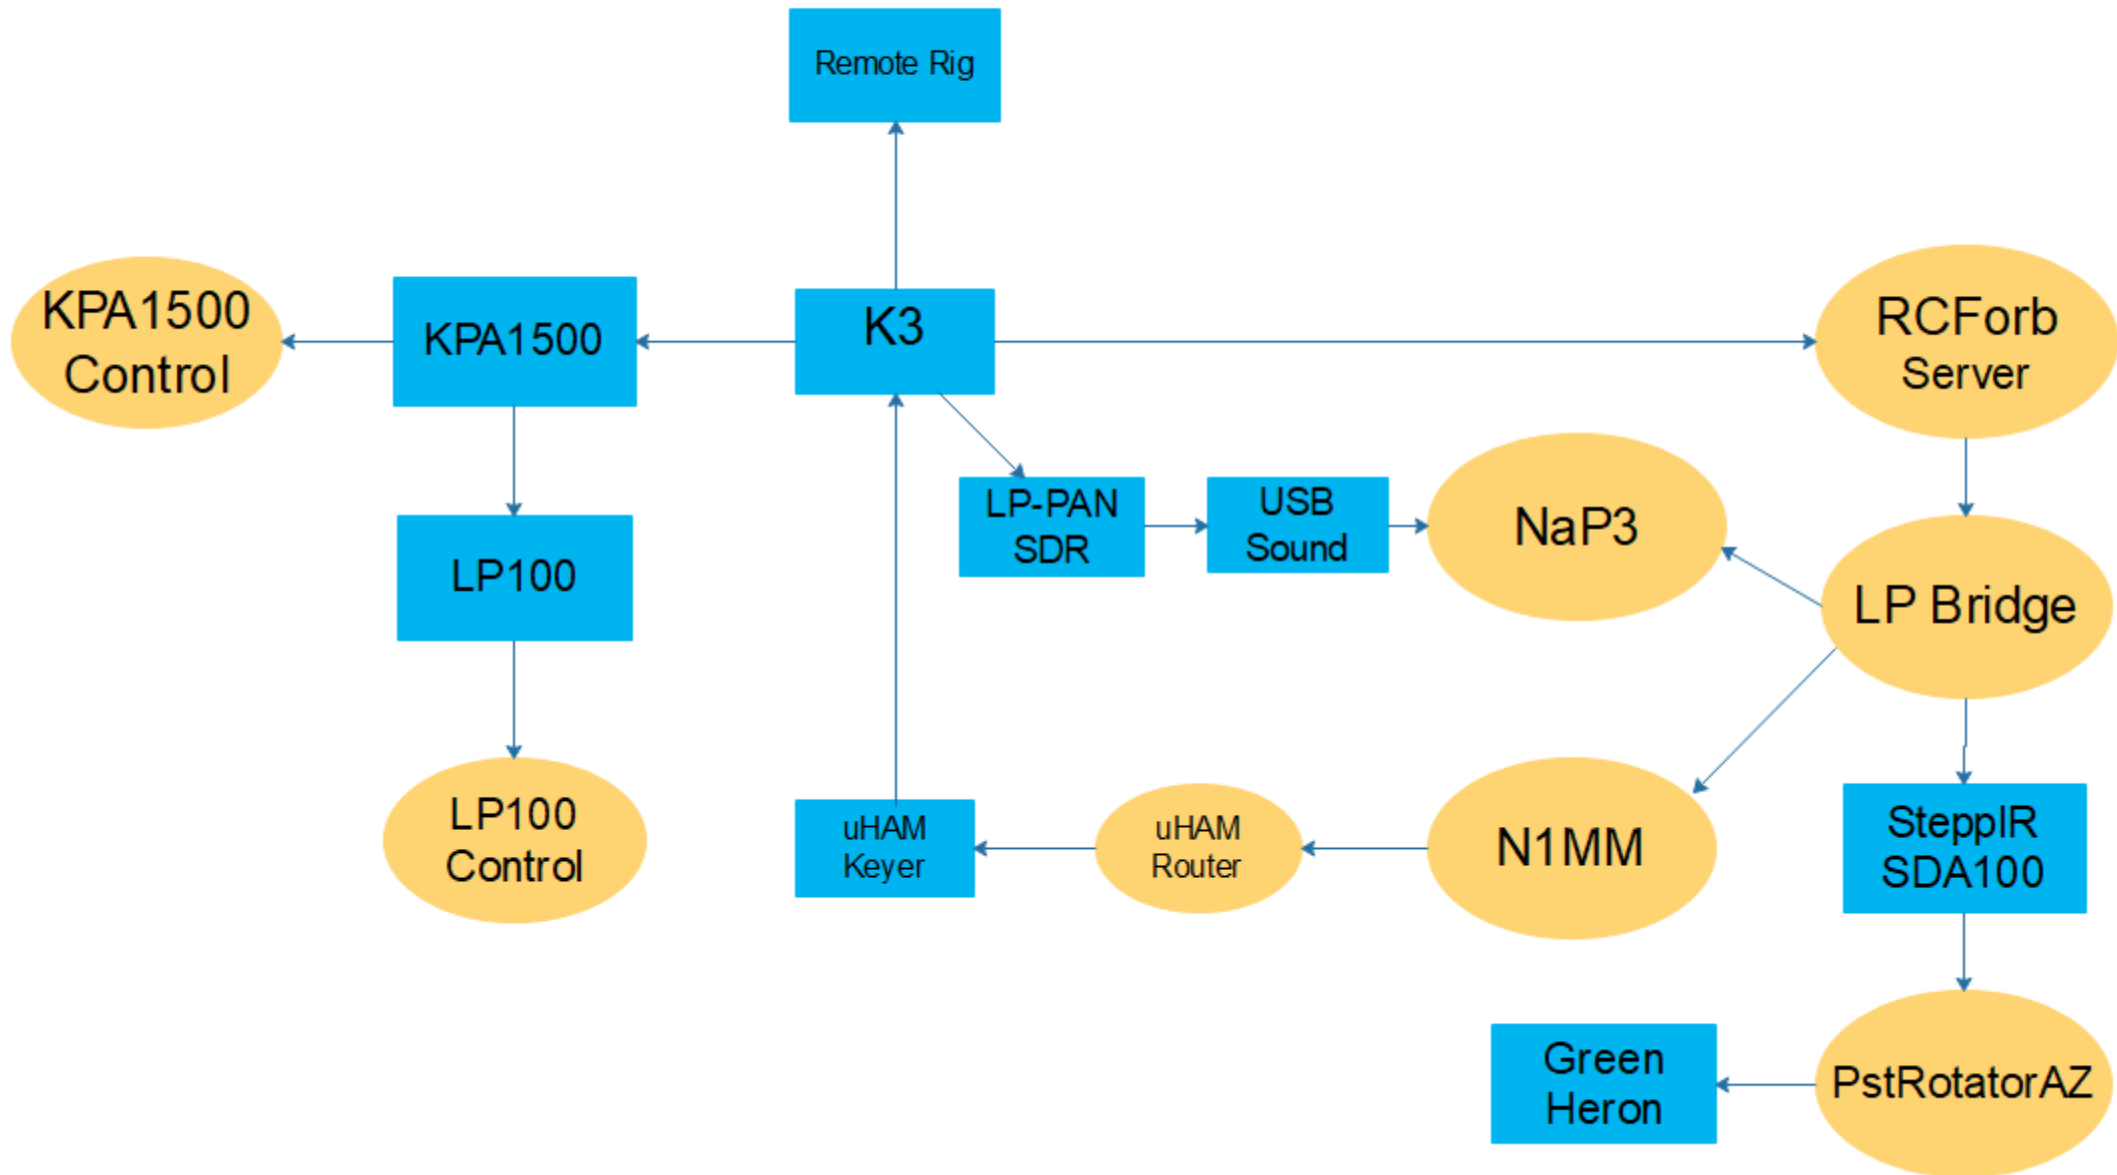 Remote Rig
KPA1500
Control
KPA1500
K3
RCForb
Server
LP-PAN
SDR
USB
Sound
NaP3
LP100
LP Bridge
LP100
Control
uHAM
Keyer
uHAM
Router
N1MM
SteppIR
SDA100
Green
Heron
PstRotatorAZ